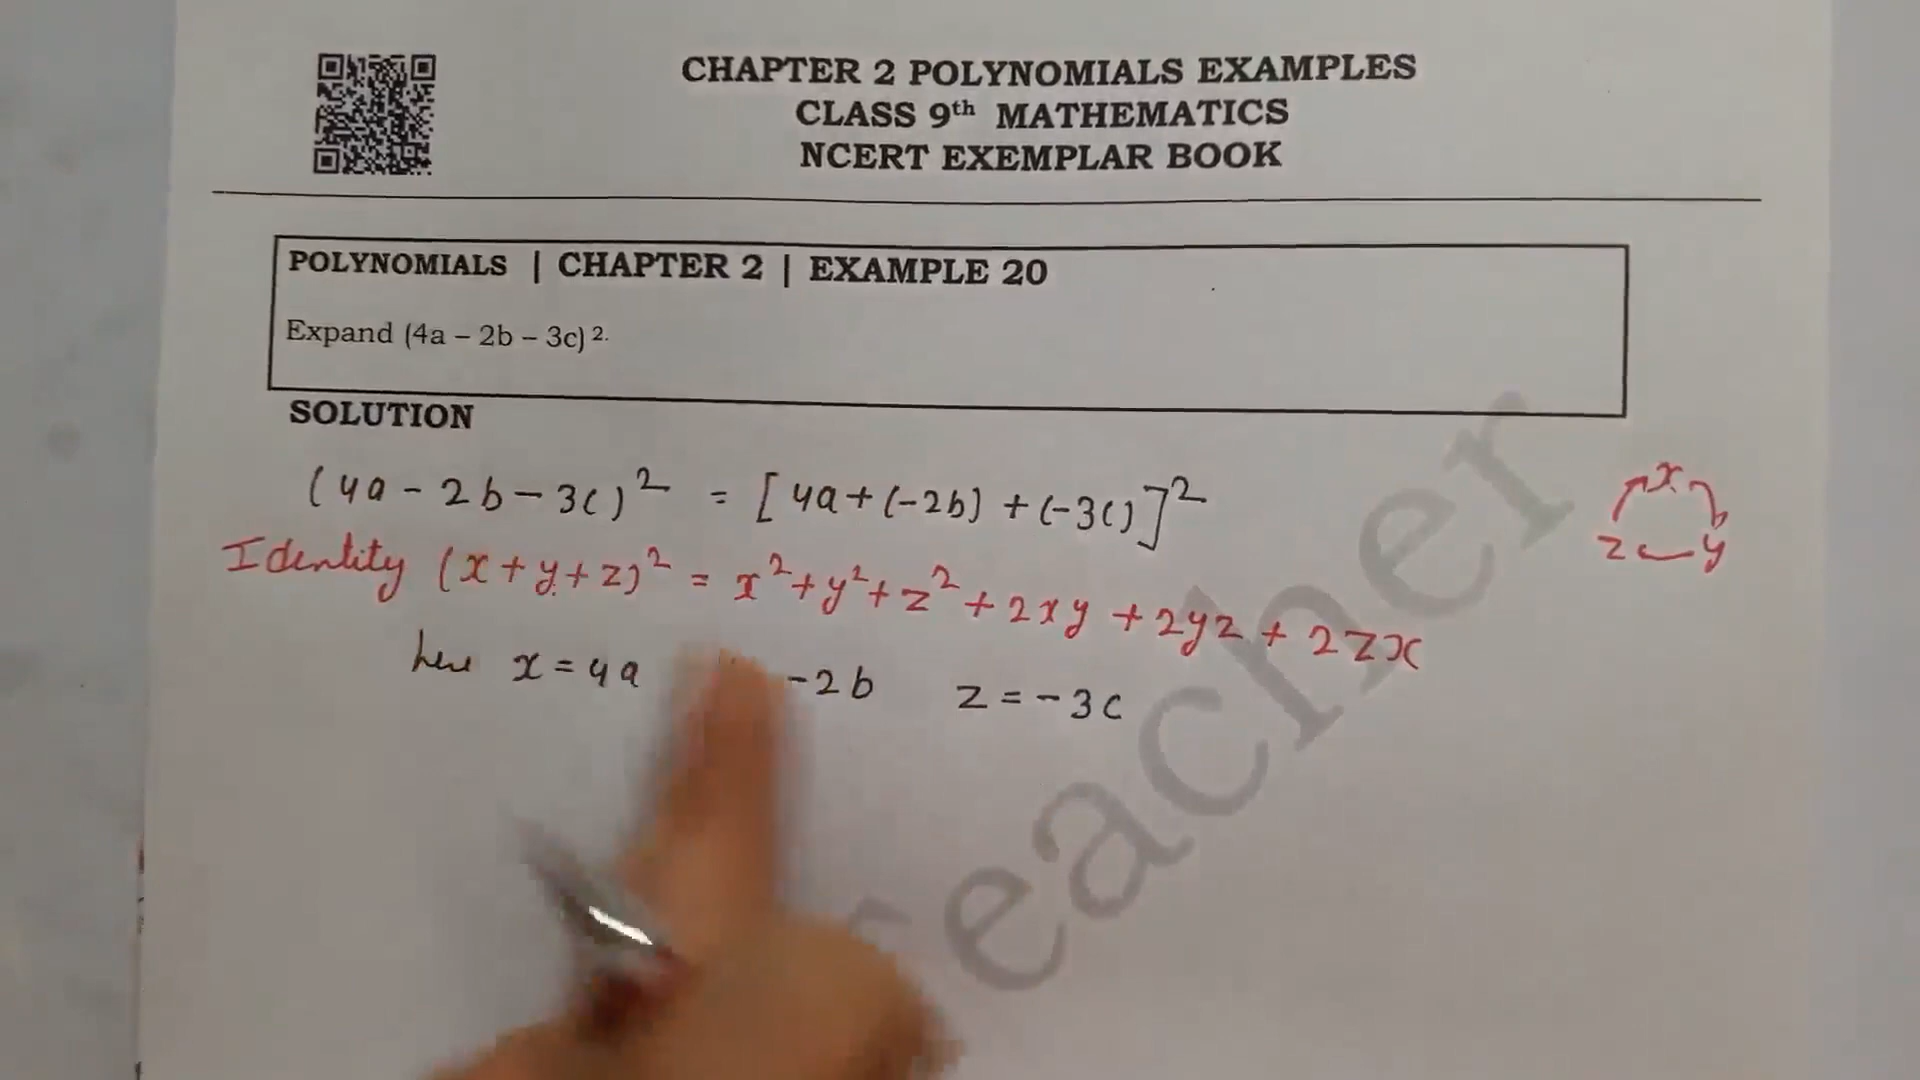 CHAPTER 2 POLYNOMIALS EXAMPLES
CLASS 9th MATHEMATICS
NCERT EXEMPLAR BOOK
POLYNOMIALS | CHAPTER 2 | EXAMPLE 20
Expand (4a – 2b – 3c) 2.
SOLUTION
(4a - 2b - 3c)² = [4a + (-2b) + (-3c)]²
x
z y
Identity (x + y + z)² = x² + y² + z² + 2xy + 2yz + 2zx
here x = 4a -2b z = -3c
eacher